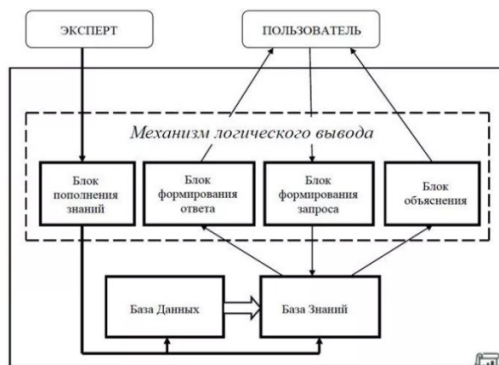 ЭКСПЕРТ
ПОЛЬЗОВАТЕЛЬ
Механизм логического вывода
Блок
пополнения
знаний
Блок
формирования
ответа
Блок
формирования
запроса
Блок
объяснения
База Данных
База Знаний